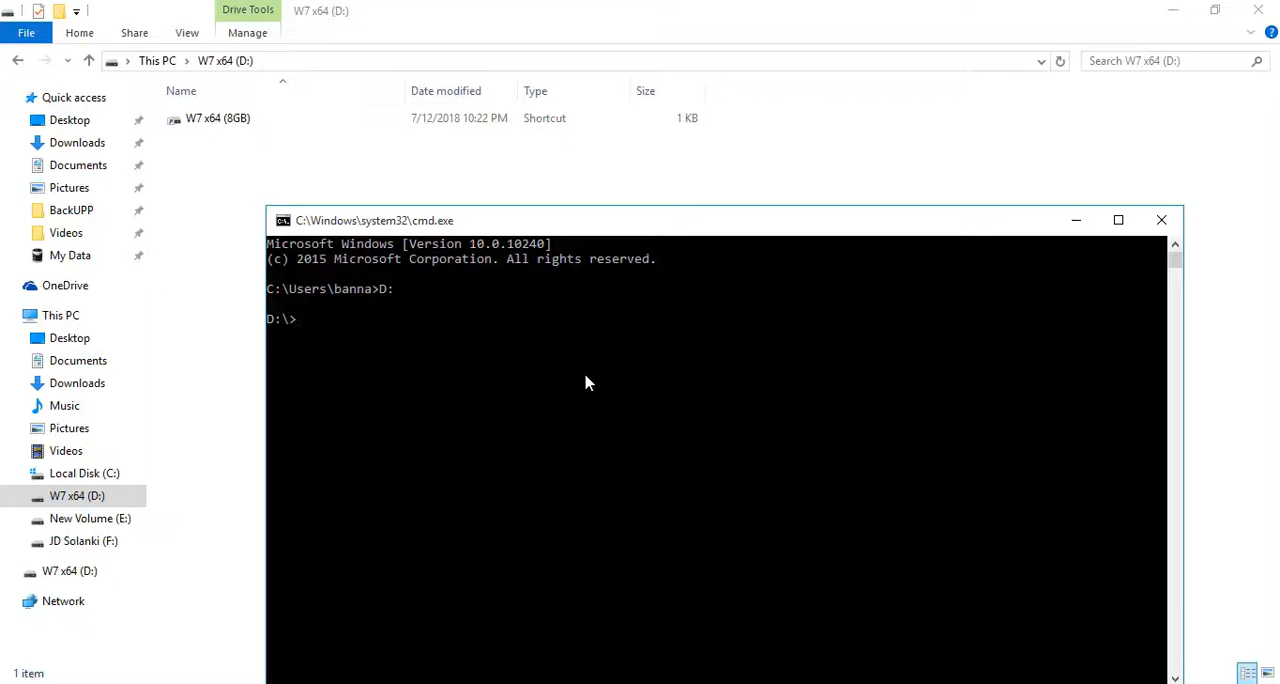 Drive Tools
W7 x64 (D:)
File
Home
Share
View
Manage
?
This PC
W7 x64 (D:)
Search W7 x64 (D:)
Name
Date modified
Type
Size
W7 x64 (8GB)
7/12/2018 10:22 PM
Shortcut
1 KB
Quick access
Desktop
Downloads
Documents
Pictures
BackUPP
Videos
My Data
OneDrive
This PC
Desktop
Documents
Downloads
Music
Pictures
Videos
Local Disk (C:)
W7 x64 (D:)
New Volume (E:)
JD Solanki (F:)
W7 x64 (D:)
Network
1 item
C:\Windows\system32\cmd.exe
Microsoft Windows [Version 10.0.10240]
(c) 2015 Microsoft Corporation. All rights reserved.
C:\Users\banna>D:
D:\>